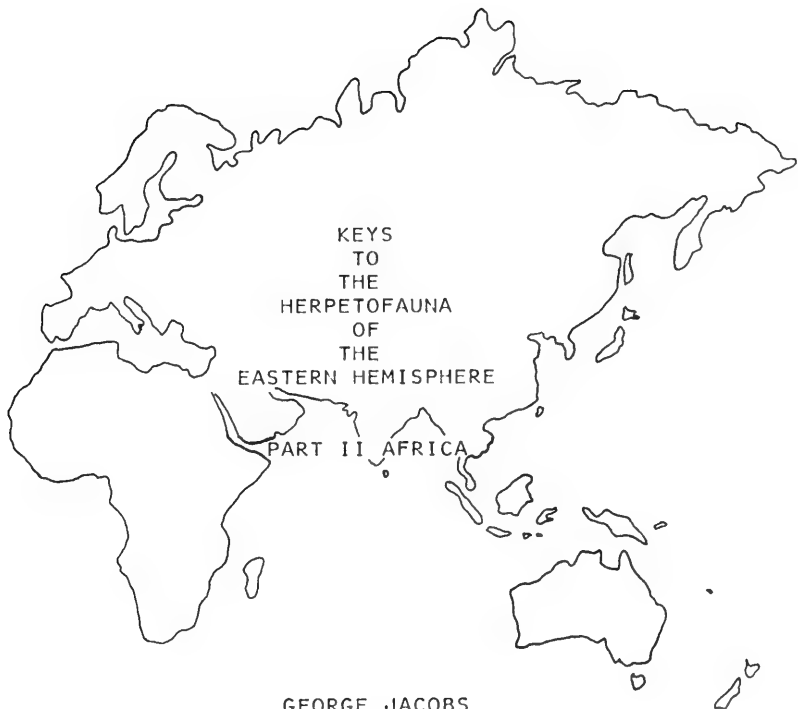 KEYS
TO
THE
HERPETOFAUNA
OF
THE
EASTERN HEMISPHERE
PART II AFRICA
GEORGE JACOBS